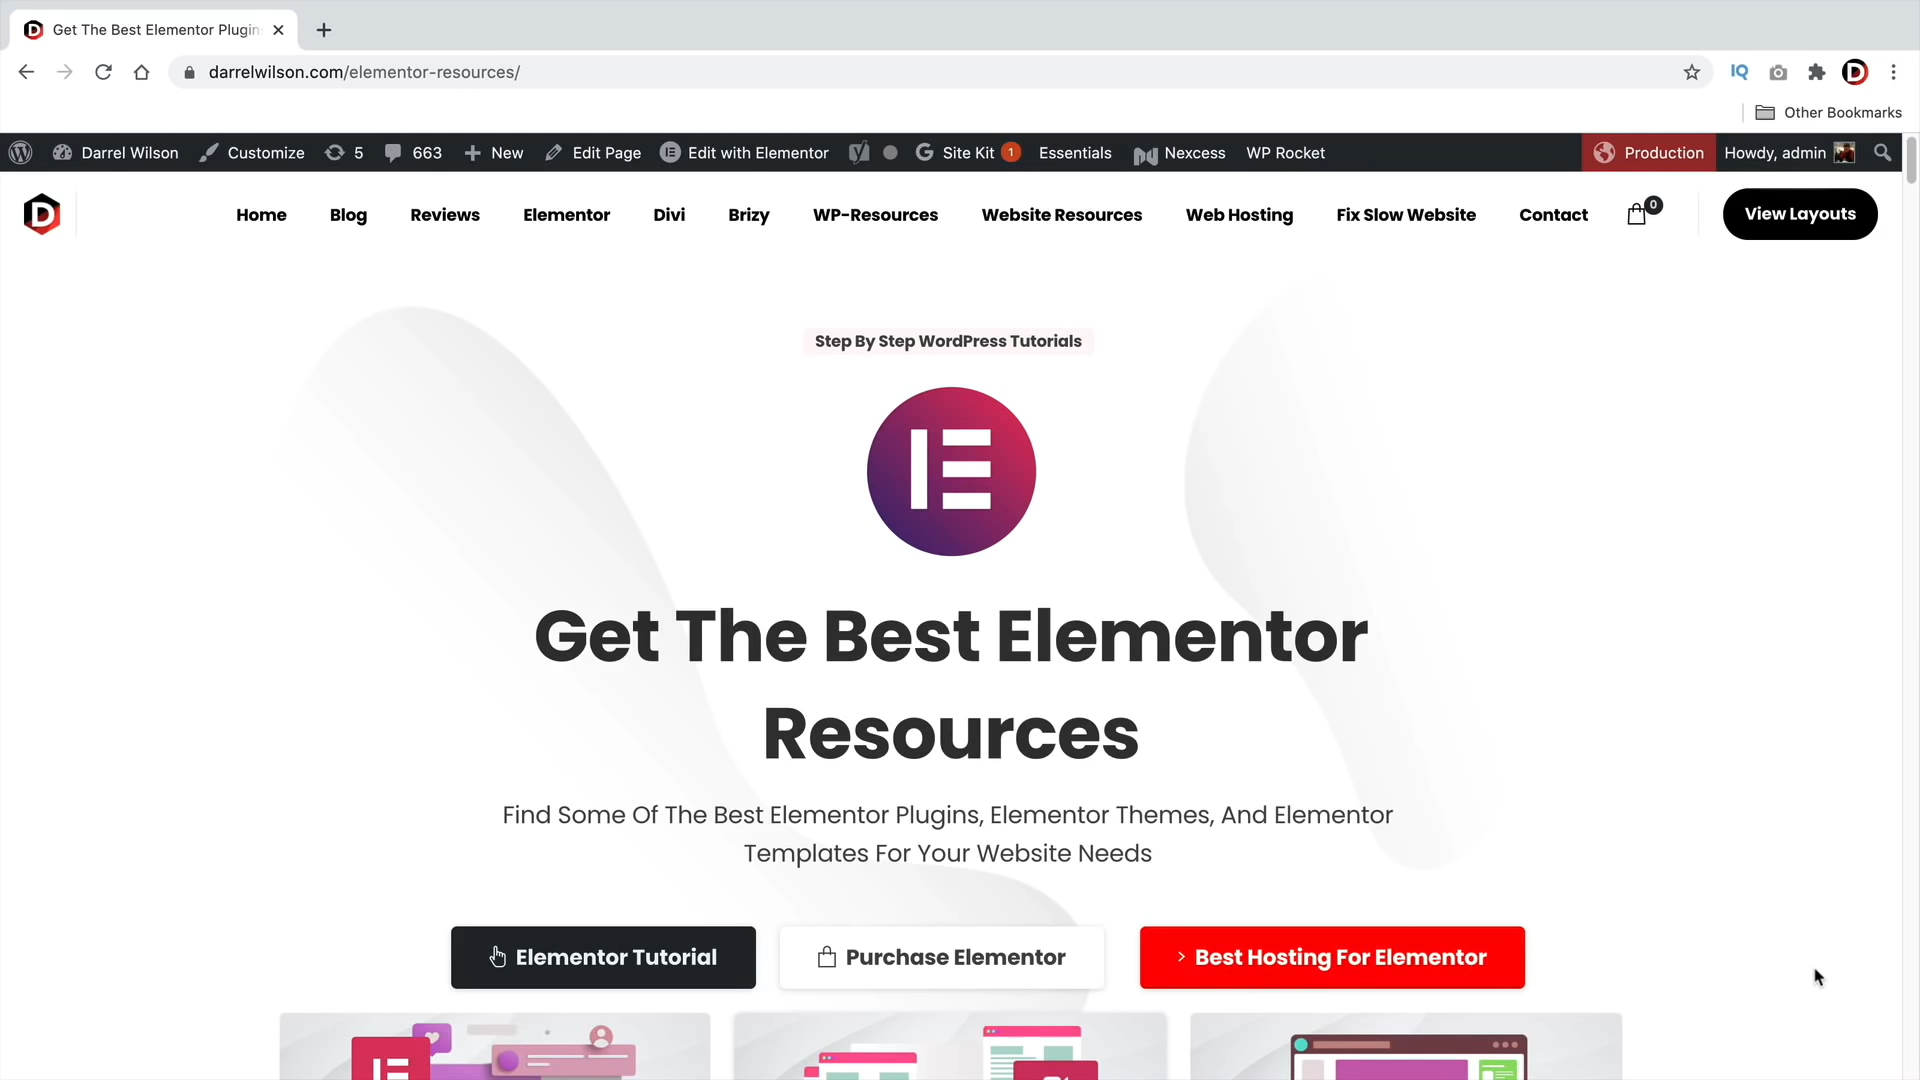 Get The Best Elementor Plugin
darrelwilson.com/elementor-resources/
IQ
Other Bookmarks
Darrel Wilson Customize 5 663 New Edit Page Edit with Elementor Site Kit 1 Essentials Nexcess WP Rocket Production Howdy, admin
Home Blog Reviews Elementor Divi Brizy WP-Resources Website Resources Web Hosting Fix Slow Website Contact 0 View Layouts
Step By Step WordPress Tutorials
Get The Best Elementor
Resources
Find Some Of The Best Elementor Plugins, Elementor Themes, And Elementor
Templates For Your Website Needs
Elementor Tutorial Purchase Elementor Best Hosting For Elementor